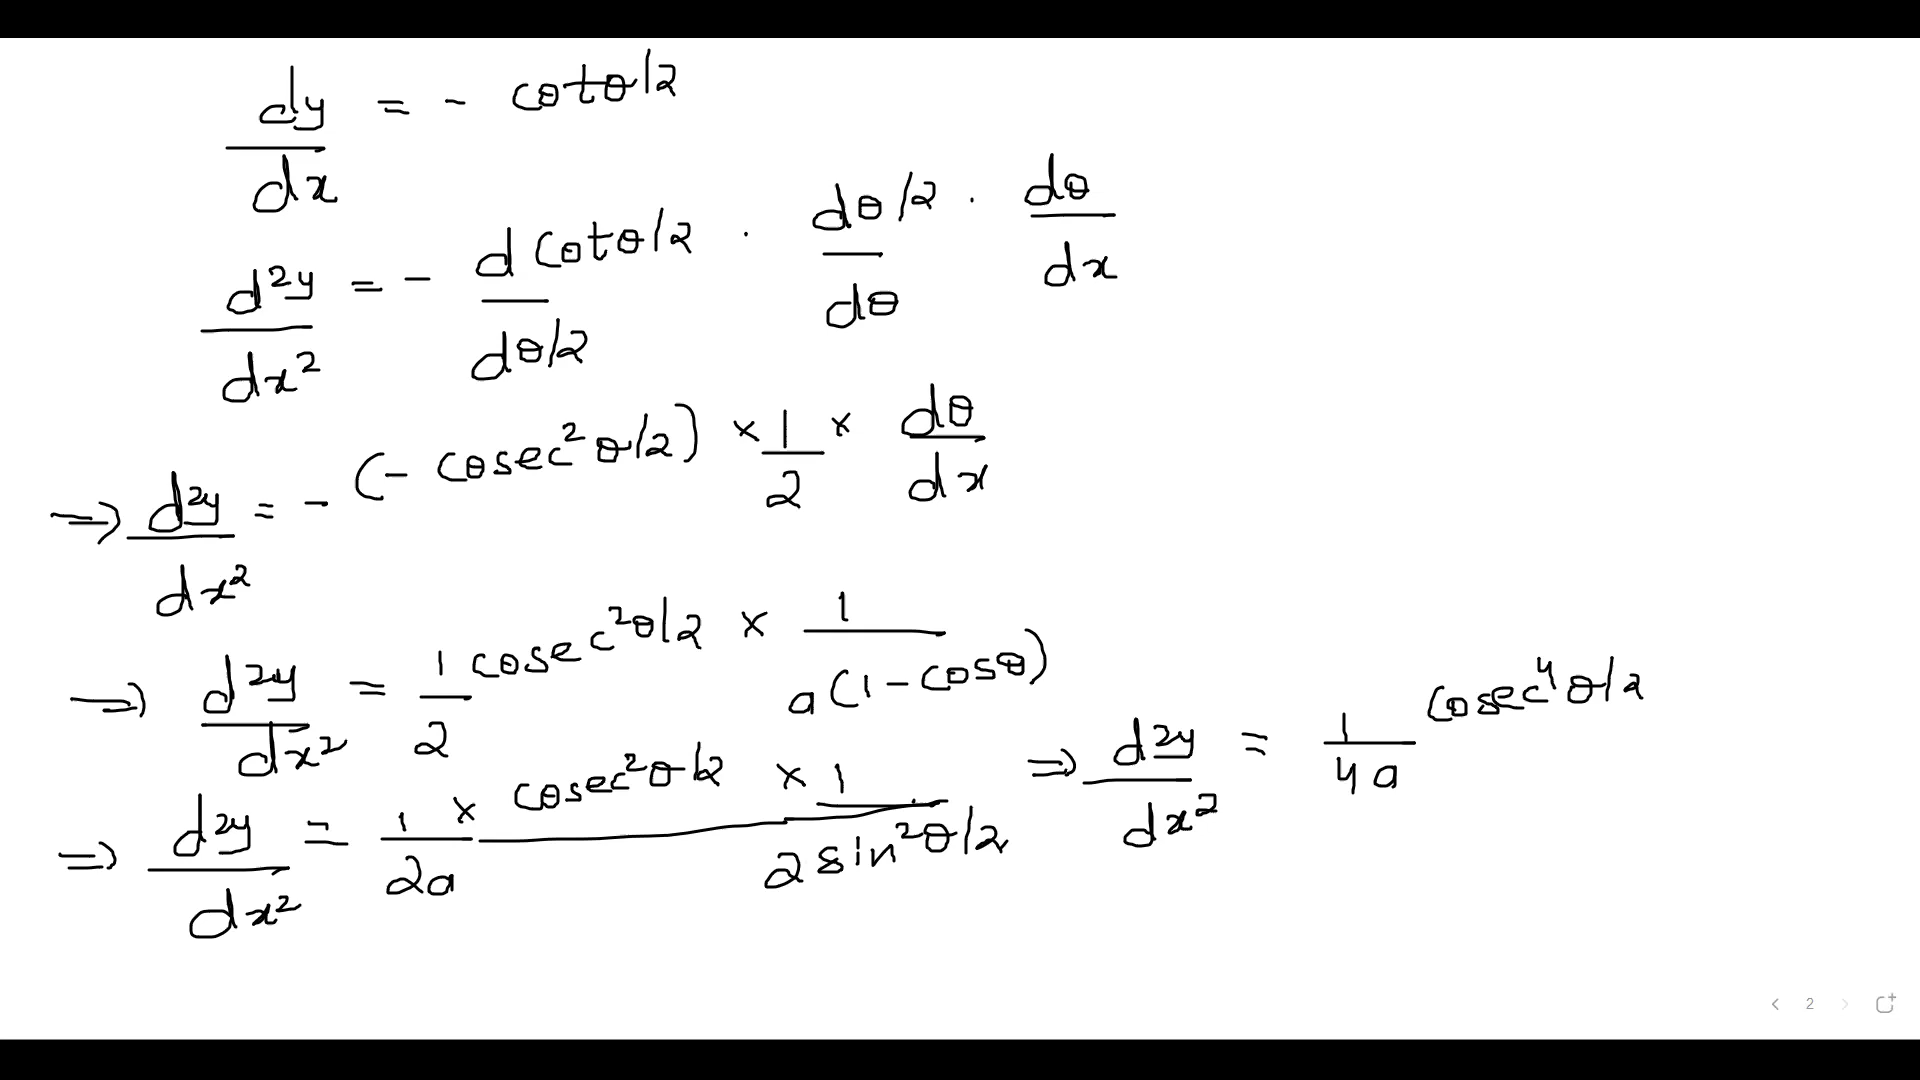 dy/dx = - cotθ/2
d²y/dx² = - d cotθ/2 / dθ/2 · dθ/2 / dθ · dθ/dx
⇒ d²y/dx² = - (- cosec²θ/2) × 1/2 × dθ/dx
⇒ d²y/dx² = 1/2 cosec²θ/2 × 1/a(1-cosθ)
⇒ d²y/dx² = 1/2a × cosec²θ/2 × 1/2sin²θ/2
⇒ d²y/dx² = 1/4a cosec⁴θ/2
2